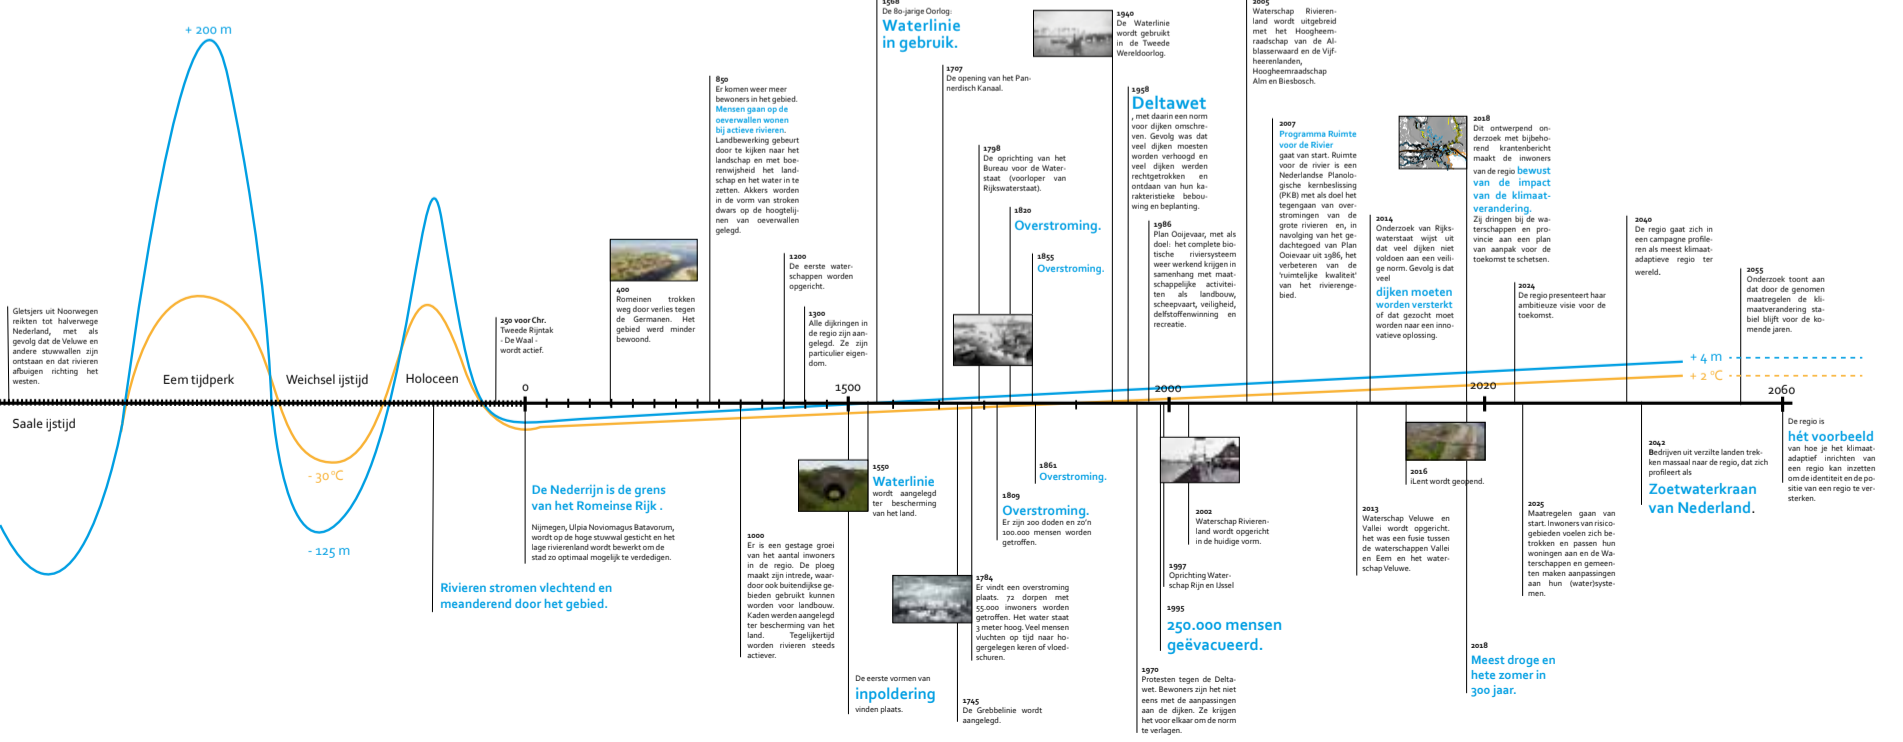 + 200 m
Gletsjers uit Noorwegen
reikten tot halverwege
Nederland, met als
gevolg dat de Veluwe en
andere stuwwallen zijn
ontstaan en dat rivieren
afbuigen richting het
westen.
Saale ijstijd
Eem tijdperk
Weichsel ijstijd
- 30 °C
- 125 m
Holoceen
Rivieren stromen vlechtend en
meanderend door het gebied.
250 voor Chr.
Tweede Rijntak
- De Waal -
wordt actief.
0
De Nederrijn is de grens
van het Romeinse Rijk .
Nijmegen, Ulpia Noviomagus Batavorum,
wordt op de hoge stuwwal gesticht en het
lage rivierenland wordt bewerkt om de
stad zo optimaal mogelijk te verdedigen.
400
Romeinen trokken
weg door verlies tegen
de Germanen. Het
gebied werd minder
bewoond.
850
Er komen weer meer
bewoners in het gebied.
Mensen gaan op de
oeverwallen wonen
bij actieve rivieren.
Landbewerking gebeurt
door te kijken naar het
landschap en met boe-
renwijsheid het land-
schap en het water in te
zetten. Akkers worden
in de vorm van stroken
dwars op de hoogtelij-
nen van oeverwallen
gelegd.
1000
Er is een gestage groei
van het aantal inwoners
in de regio. De ploeg
maakt zijn intrede, waar-
door ook buitendijkse ge-
bieden gebruikt kunnen
worden voor landbouw.
Kaden werden aangelegd
ter bescherming van het
land. Tegelijkertijd
worden rivieren steeds
actiever.
1200
De eerste water-
schappen worden
opgericht.
1300
Alle dijkringen in
de regio zijn aan-
gelegd. Ze zijn
particulier eigen-
dom.
1500
De eerste vormen van
inpoldering
vinden plaats.
1550
Waterlinie
wordt aangelegd
ter bescherming
van het land.
1568
De 80-jarige Oorlog:
Waterlinie
in gebruik.
1707
De opening van het Pan-
nerdisch Kanaal.
1745
De Grebbelinie wordt
aangelegd.
1784
Er vindt een overstroming
plaats. 72 dorpen met
55.000 inwoners worden
getroffen. Het water staat
3 meter hoog. Veel mensen
vluchten op tijd naar ho-
gergelegen keren of vloed-
schuren.
1798
De oprichting van het
Bureau voor de Water-
staat (voorloper van
Rijkswaterstaat).
1809
Overstroming.
Er zijn 200 doden en zo'n
100.000 mensen worden
getroffen.
1820
Overstroming.
1855
Overstroming.
1861
Overstroming.
1940
De Waterlinie
wordt gebruikt
in de Tweede
Wereldoorlog.
1958
Deltawet
, met daarin een norm
voor dijken omschre-
ven. Gevolg was dat
veel dijken moesten
worden verhoogd en
veel dijken werden
rechtgetrokken en
ontdaan van hun ka-
rakteristieke bebou-
wing en beplanting.
1970
Protesten tegen de Delta-
wet. Bewoners zijn het niet
eens met de aanpassingen
aan de dijken. Ze krijgen
het voor elkaar om de norm
te verlagen.
1986
Plan Ooijevaar, met als
doel: het complete bio-
tische riviersysteem
weer werkend krijgen in
samenhang met maat-
schappelijke activitei-
ten als landbouw,
scheepvaart, veiligheid,
delfstoffenwinning en
recreatie.
1995
250.000 mensen
geëvacueerd.
1997
Oprichting Water-
schap Rijn en IJssel
2000
2002
Waterschap Rivieren-
land wordt opgericht
in de huidige vorm.
2005
Waterschap Rivieren-
land wordt uitgebreid
met het Hoogheem-
raadschap van de Al-
blasserwaard en de Vijf-
heerenlanden,
Hoogheemraadschap
Alm en Biesbosch.
2007
Programma Ruimte
voor de Rivier
gaat van start. Ruimte
voor de rivier is een
Nederlandse Planolo-
gische kernbeslissing
(PKB) met als doel het
tegengaan van over-
stromingen van de
grote rivieren en, in
navolging van het ge-
dachtegoed van Plan
Ooievaar uit 1986, het
verbeteren van de
'ruimtelijke kwaliteit'
van het rivierenge-
bied.
2013
Waterschap Veluwe en
Vallei wordt opgericht.
het was een fusie tussen
de waterschappen Vallei
en Eem en het water-
schap Veluwe.
2014
Onderzoek van Rijks-
waterstaat wijst uit
dat veel dijken niet
voldoen aan een veili-
ge norm. Gevolg is dat
veel
dijken moeten
worden versterkt
of dat gezocht moet
worden naar een inno-
vatieve oplossing.
2016
iLent wordt geopend.
2018
Dit ontwerpend on-
derzoek met bijbeho-
rend krantenbericht
maakt de inwoners
van de regio bewust
van de impact
van de klimaat-
verandering.
Zij dringen bij de wa-
terschappen en pro-
vincie aan een plan
van aanpak voor de
toekomst te schetsen.
2018
Meest droge en
hete zomer in
300 jaar.
2020
2024
De regio presenteert haar
ambitieuze visie voor de
toekomst.
2025
Maatregelen gaan van
start. Inwoners van risico-
gebieden voelen zich be-
trokken en passen hun
woningen aan en de Wa-
terschappen en gemeen-
ten maken aanpassingen
aan hun (water)syste-
men.
2040
De regio gaat zich in
een campagne profile-
ren als meest klimaat-
adaptieve regio ter
wereld.
2042
Bedrijven uit verzilte landen trek-
ken massaal naar de regio, dat zich
profileert als
Zoetwaterkraan
van Nederland.
2055
Onderzoek toont aan
dat door de genomen
maatregelen de kli-
maatverandering sta-
biel blijft voor de ko-
mende jaren.
+ 4 m
+ 2 °C
2060
De regio is
hét voorbeeld
van hoe je het klimaat-
adaptief inrichten van
een regio kan inzetten
om de identiteit en de po-
sitie van een regio te ver-
sterken.